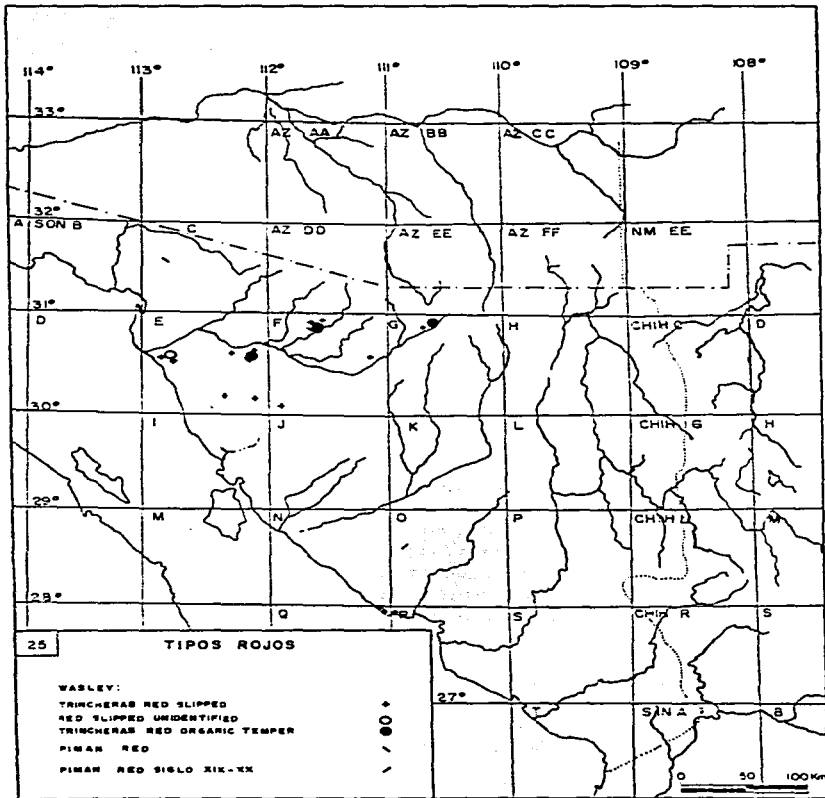 114° 113° 112° 111° 110° 109° 108°
33°
AZ AA AZ BB AZ CC
32°
A SON B C AZ DD AZ EE AZ FF NM EE
31°
D E F G H CHIH C D
30°
I J K L CHIH G H
29°
M N O P CHIH L M
28°
Q R S CHIH R S
25 TIPOS ROJOS
WASLEY:
TRINCHERAS RED SLIPPED
RED SLIPPED UNIDENTIFIED
TRINCHERAS RED ORGANIC TEMPER
PIMAN RED
PIMAN RED SIGLO XIX-XX
27°
T SIN A B
0 50 100 Km